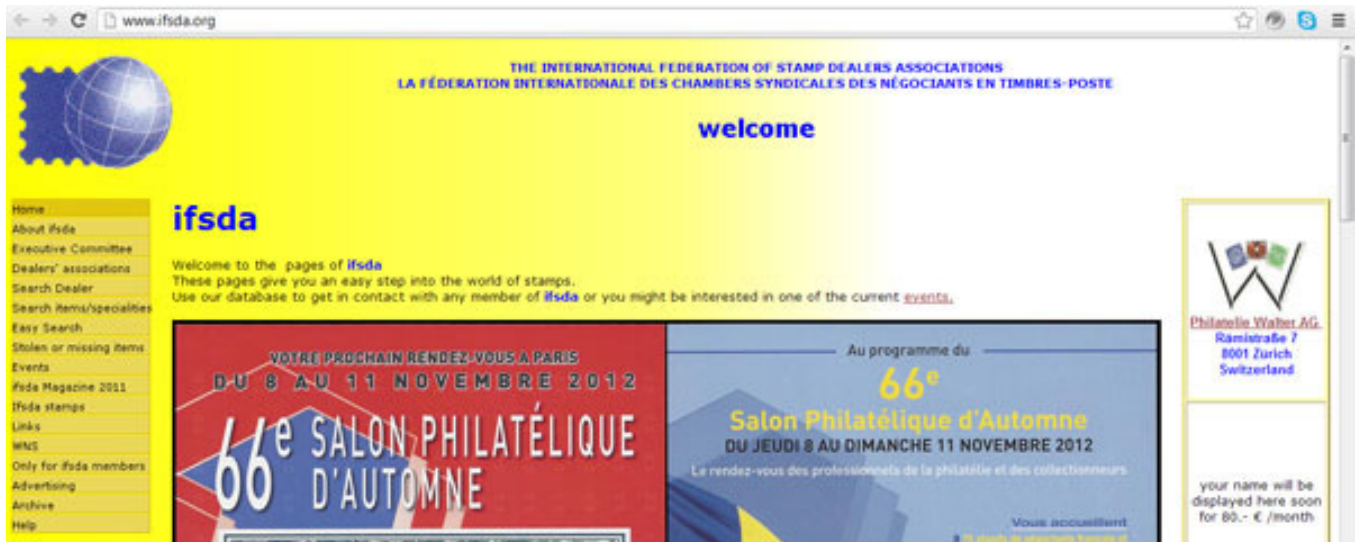 www.ifsda.org
THE INTERNATIONAL FEDERATION OF STAMP DEALERS ASSOCIATIONS
LA FÉDERATION INTERNATIONALE DES CHAMBERS SYNDICALES DES NÉGOCIANTS EN TIMBRES-POSTE
welcome
Home
About ifsda
Executive Committee
Dealers' associations
Search Dealer
Search items/specialities
Easy Search
Stolen or missing items
Events
ifsda Magazine 2011
Ifsda stamps
Links
WNS
Only for ifsda members
Advertising
Archive
Help
ifsda
Welcome to the pages of ifsda
These pages give you an easy step into the world of stamps.
Use our database to get in contact with any member of ifsda or you might be interested in one of the current events.
VOTRE PROCHAIN RENDEZ-VOUS A PARIS
DU 8 AU 11 NOVEMBRE 2012
66e SALON PHILATÉLIQUE
D'AUTOMNE
Au programme du
66e
Salon Philatélique d'Automne
DU JEUDI 8 AU DIMANCHE 11 NOVEMBRE 2012
Le rendez-vous des professionnels de la philatélie et des collectionneurs
Vous accueillent
W
Philatelie Walter AG
Rämistraße 7
8001 Zürich
Switzerland
your name will be
displayed here soon
for 80.- € /month